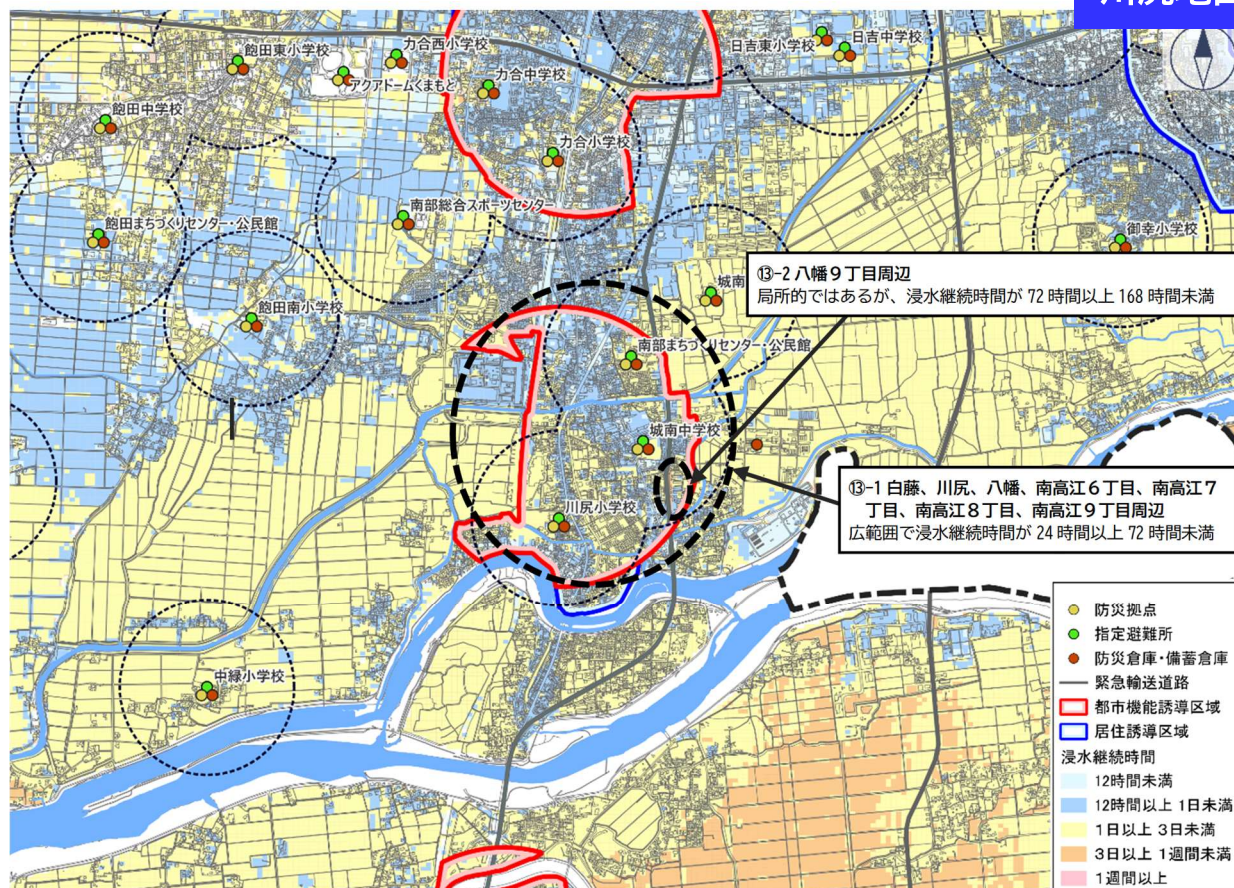 飽田東小学校
力合西小学校
日吉東小学校
日吉中学校
力合中学校
アクアドームくまもと
飽田中学校
力合小学校
南部総合スポーツセンター
飽田まちづくりセンター・公民館
御幸小学校
⑬-2 八幡9丁目周辺
局所的ではあるが、浸水継続時間が 72 時間以上 168 時間未満
城南
飽田南小学校
南部まちづくりセンター・公民館
城南中学校
⑬-1 白藤、川尻、八幡、南高江6丁目、南高江7
丁目、南高江8丁目、南高江9丁目周辺
広範囲で浸水継続時間が 24 時間以上 72 時間未満
川尻小学校
中緑小学校
防災拠点
指定避難所
防災倉庫・備蓄倉庫
緊急輸送道路
都市機能誘導区域
居住誘導区域
浸水継続時間
12時間未満
12時間以上 1日未満
1日以上 3日未満
3日以上 1週間未満
1週間以上